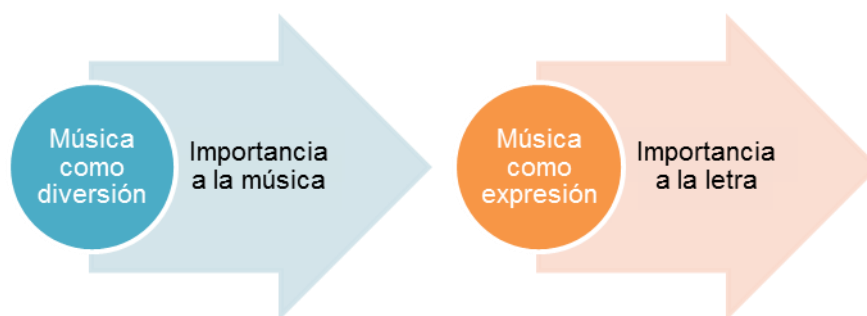 Música
como
diversión
Importancia
a la música
Música
como
expresión
Importancia
a la letra